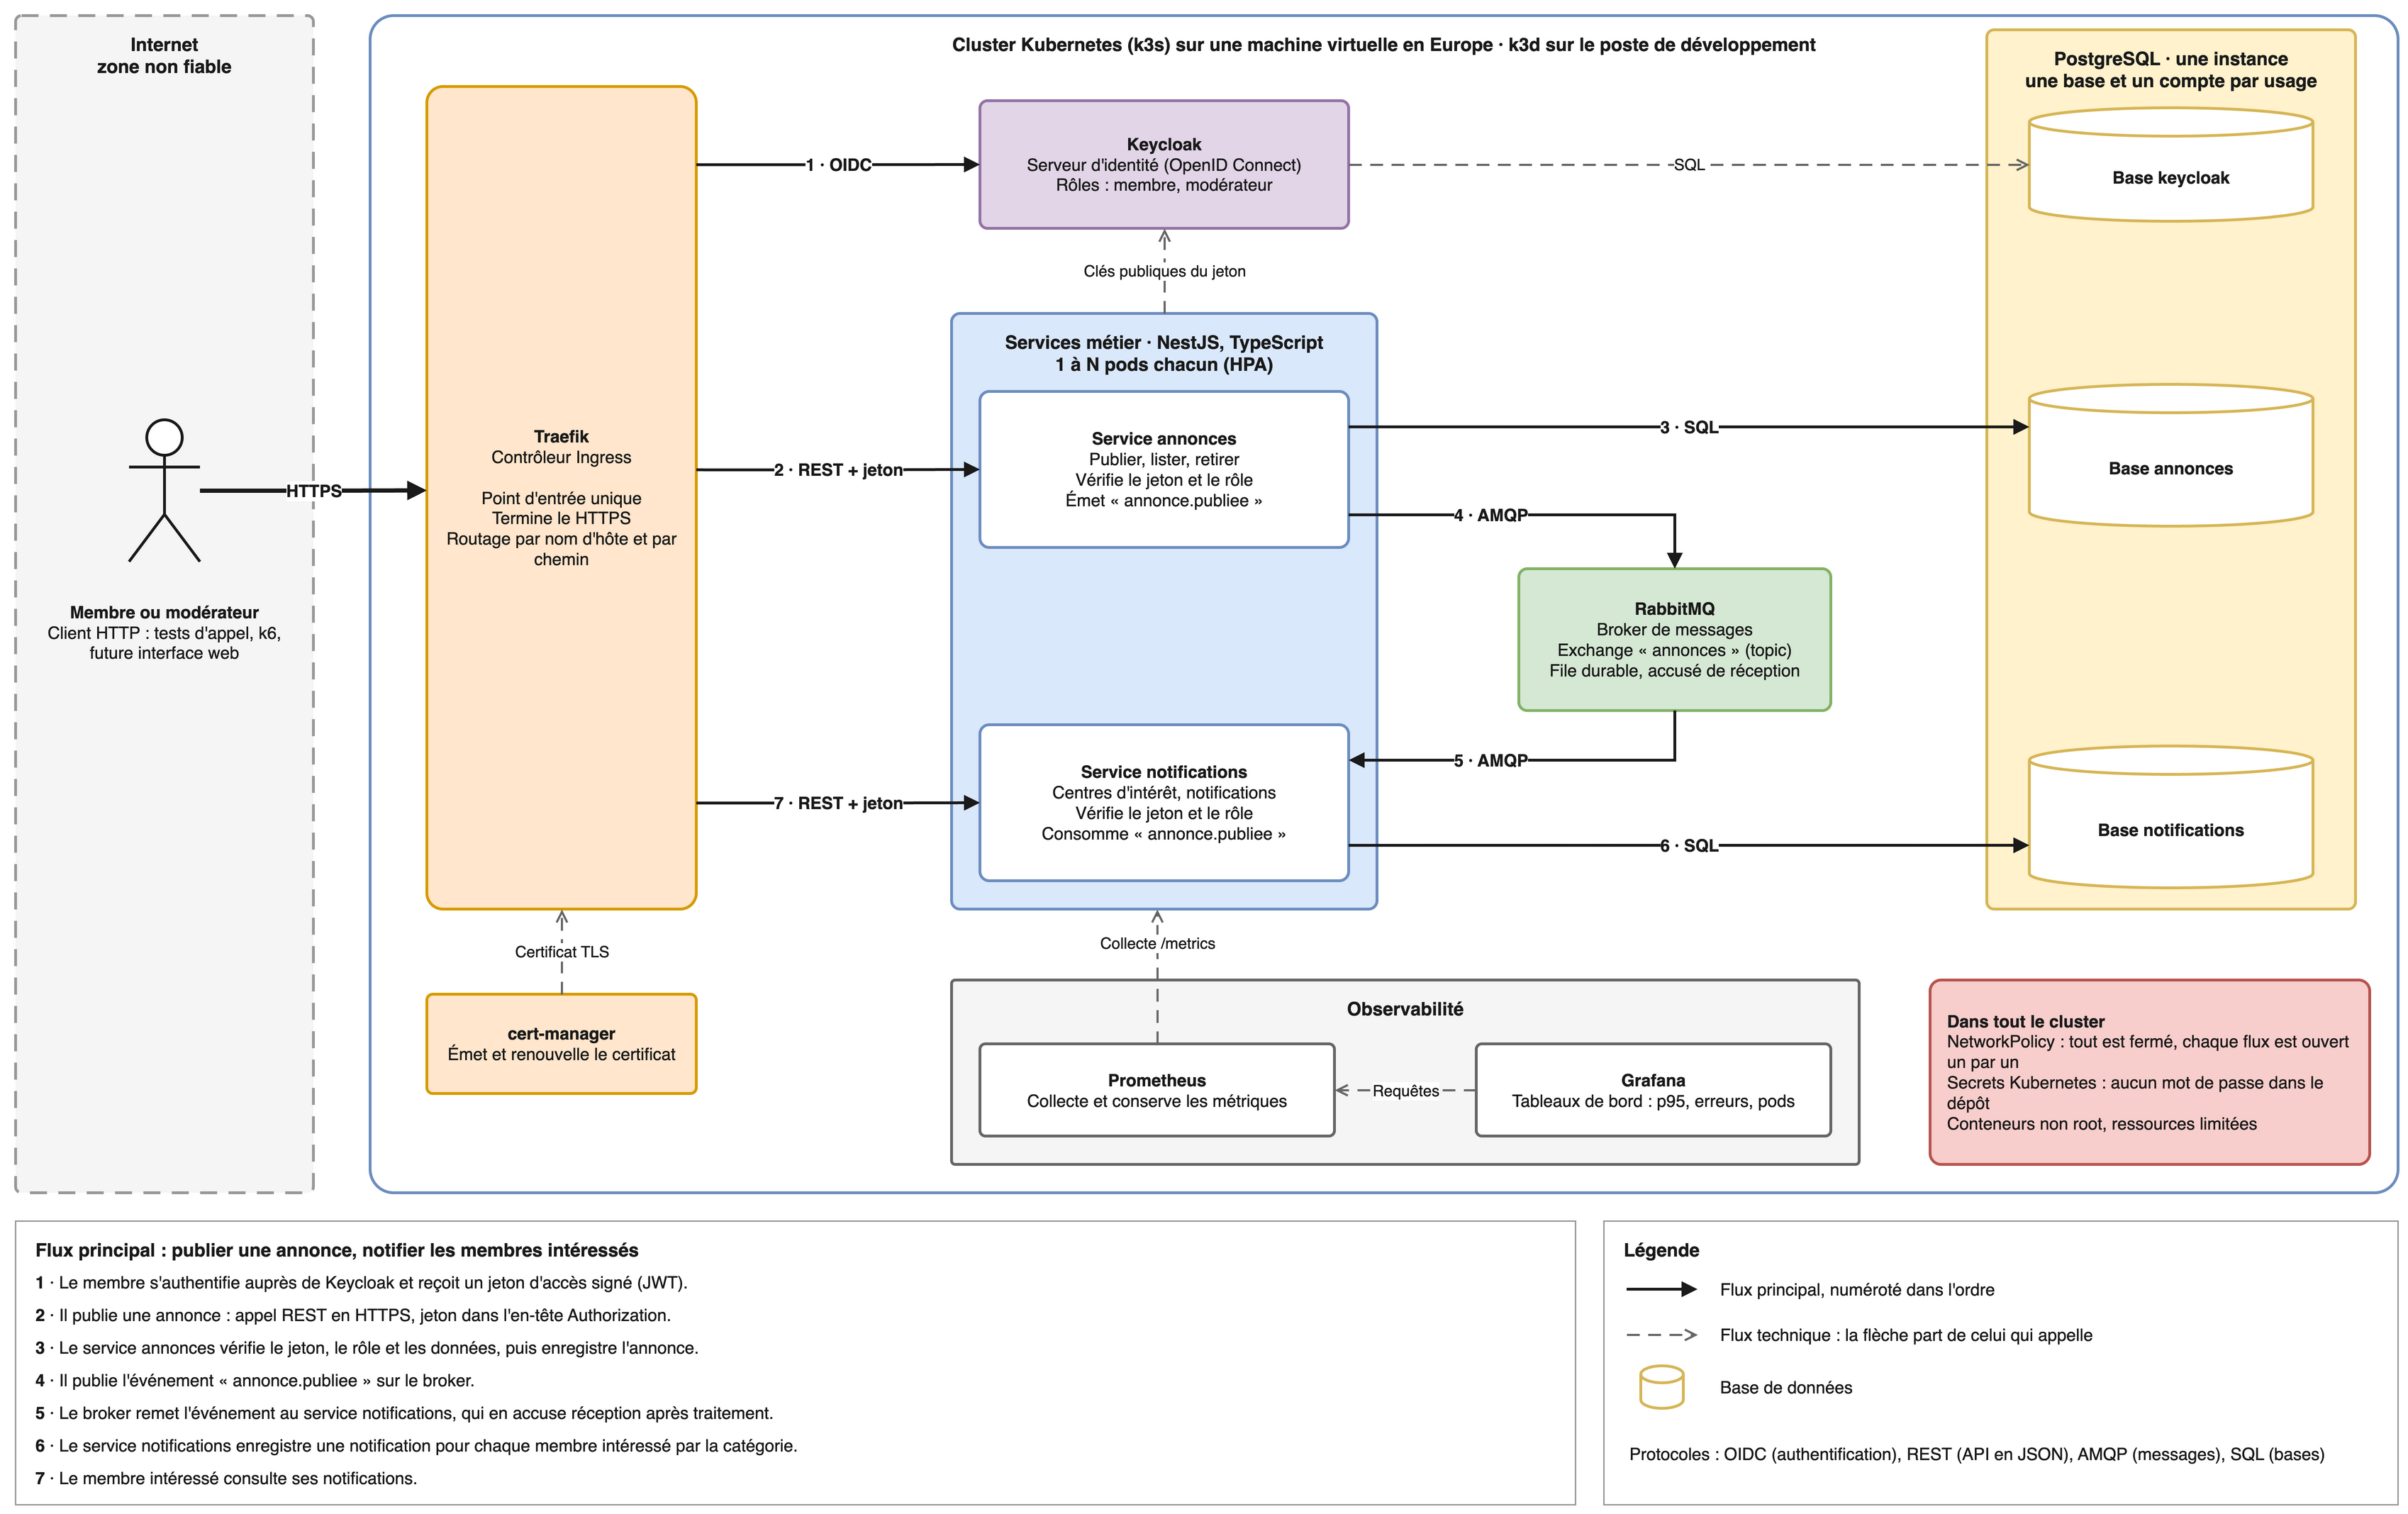 Internet
zone non fiable
Cluster Kubernetes (k3s) sur une machine virtuelle en Europe · k3d sur le poste de développement
PostgreSQL · une instance
une base et un compte par usage
Keycloak
Serveur d'identité (OpenID Connect)
Rôles : membre, modérateur
1 · OIDC
SQL
Base keycloak
Clés publiques du jeton
Services métier · NestJS, TypeScript
1 à N pods chacun (HPA)
Traefik
Contrôleur Ingress
Point d'entrée unique
Termine le HTTPS
Routage par nom d'hôte et par
chemin
HTTPS
Membre ou modérateur
Client HTTP : tests d'appel, k6,
future interface web
2 · REST + jeton
Service annonces
Publier, lister, retirer
Vérifie le jeton et le rôle
Émet « annonce.publiee »
3 · SQL
Base annonces
4 · AMQP
RabbitMQ
Broker de messages
Exchange « annonces » (topic)
File durable, accusé de réception
5 · AMQP
7 · REST + jeton
Service notifications
Centres d'intérêt, notifications
Vérifie le jeton et le rôle
Consomme « annonce.publiee »
6 · SQL
Base notifications
Certificat TLS
cert-manager
Émet et renouvelle le certificat
Collecte /metrics
Observabilité
Prometheus
Collecte et conserve les métriques
Requêtes
Grafana
Tableaux de bord : p95, erreurs, pods
Dans tout le cluster
NetworkPolicy : tout est fermé, chaque flux est ouvert
un par un
Secrets Kubernetes : aucun mot de passe dans le
dépôt
Conteneurs non root, ressources limitées
Flux principal : publier une annonce, notifier les membres intéressés
1 · Le membre s'authentifie auprès de Keycloak et reçoit un jeton d'accès signé (JWT).
2 · Il publie une annonce : appel REST en HTTPS, jeton dans l'en-tête Authorization.
3 · Le service annonces vérifie le jeton, le rôle et les données, puis enregistre l'annonce.
4 · Il publie l'événement « annonce.publiee » sur le broker.
5 · Le broker remet l'événement au service notifications, qui en accuse réception après traitement.
6 · Le service notifications enregistre une notification pour chaque membre intéressé par la catégorie.
7 · Le membre intéressé consulte ses notifications.
Légende
Flux principal, numéroté dans l'ordre
Flux technique : la flèche part de celui qui appelle
Base de données
Protocoles : OIDC (authentification), REST (API en JSON), AMQP (messages), SQL (bases)